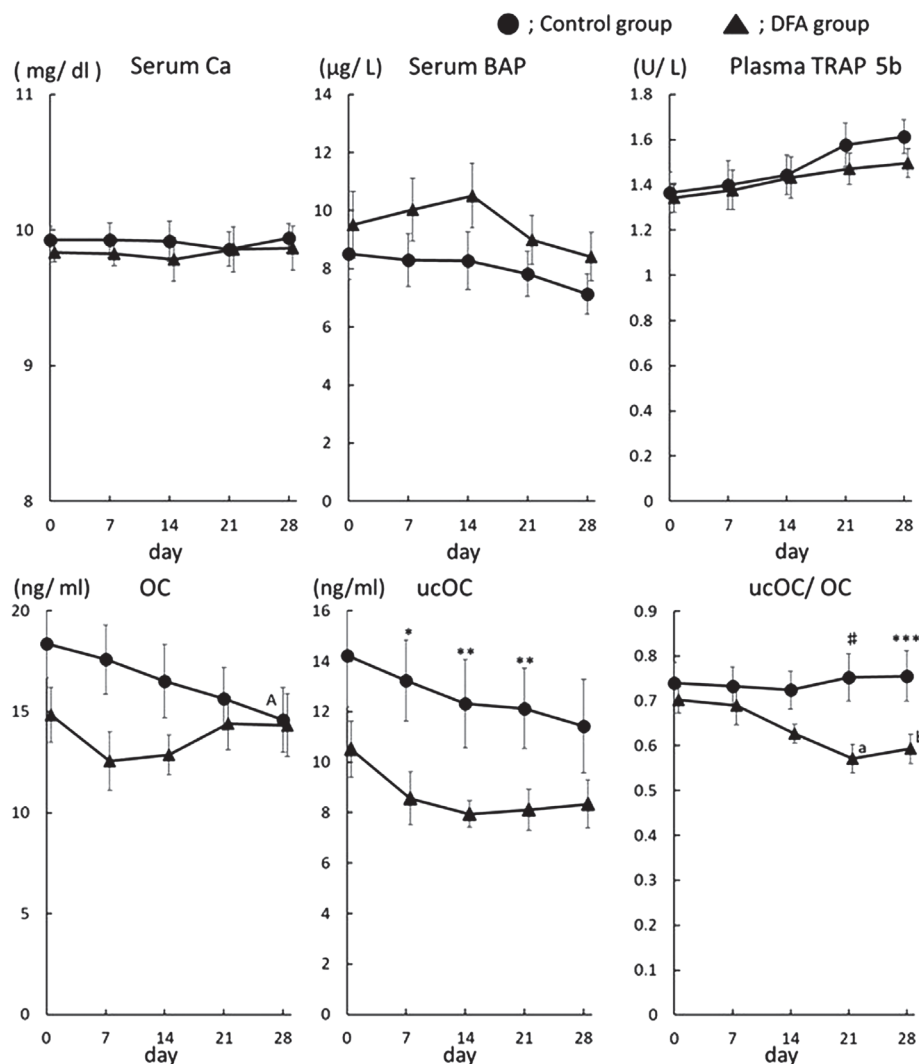 ; Control group ; DFA group
( mg/ dl) Serum Ca
11
10
9
8
0 7 14 21 28
day
(μg/ L) Serum BAP
14
12
10
8
6
4
2
0
0 7 14 21 28
day
(U/ L) Plasma TRAP 5b
1.8
1.6
1.4
1.2
1
0.8
0.6
0.4
0.2
0
0 7 14 21 28
day
(ng/ ml) OC
20
15
10
5
0
A
0 7 14 21 28
day
(ng/ml) ucOC
16
14
12
10
8
6
4
2
0
* ** **
0 7 14 21 28
day
ucOC/ OC
0.9
0.8
0.7
0.6
0.5
0.4
0.3
0.2
0.1
0
# ***
a b
0 7 14 21 28
day